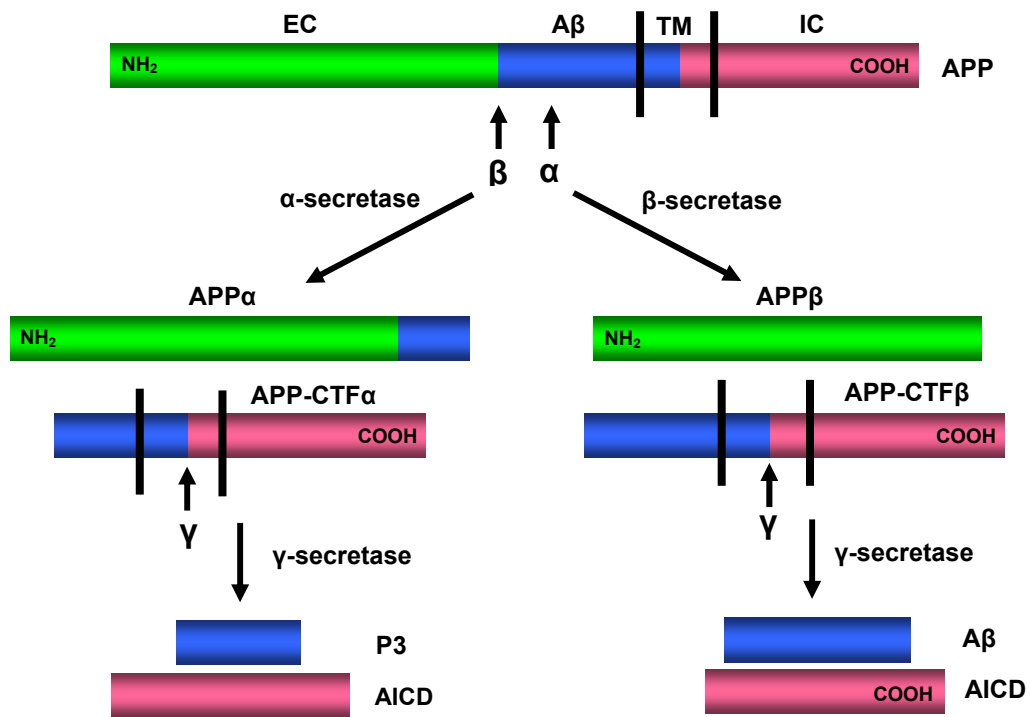 EC Aβ TM IC
NH₂ COOH APP
β α
α-secretase β-secretase
APPα APPβ
NH₂ NH₂
APP-CTFα APP-CTFβ
COOH COOH
γ γ
γ-secretase γ-secretase
P3 Aβ
AICD COOH AICD